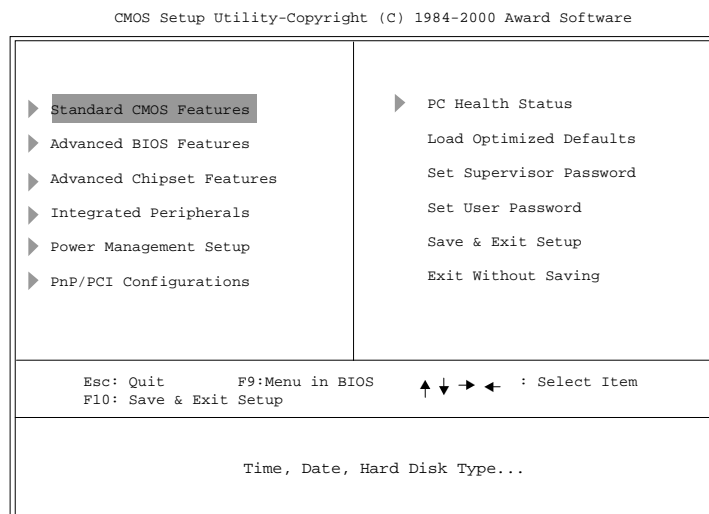 CMOS Setup Utility-Copyright (C) 1984-2000 Award Software
Standard CMOS Features
Advanced BIOS Features
Advanced Chipset Features
Integrated Peripherals
Power Management Setup
PnP/PCI Configurations
PC Health Status
Load Optimized Defaults
Set Supervisor Password
Set User Password
Save & Exit Setup
Exit Without Saving
Esc: Quit F9:Menu in BIOS ↑ ↓ → ← : Select Item
F10: Save & Exit Setup
Time, Date, Hard Disk Type...